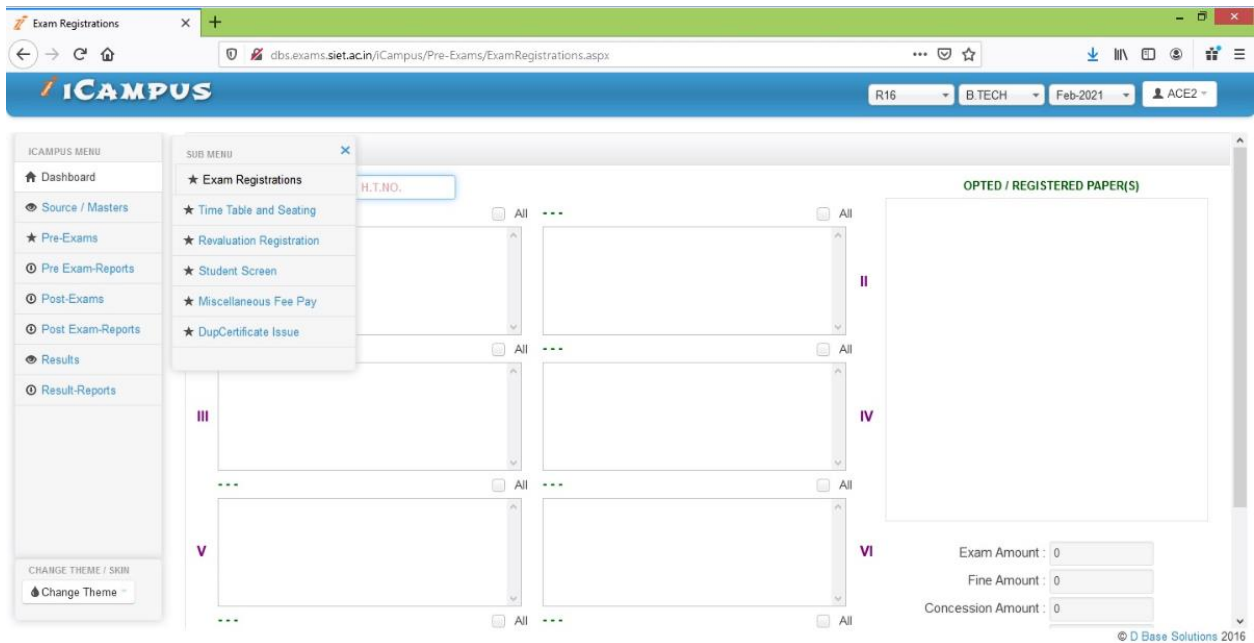 Exam Registrations
dbs.exams.siet.ac.in/iCampus/Pre-Exams/ExamRegistrations.aspx
iCAMPUS
R16 B.TECH Feb-2021 ACE2
ICAMPUS MENU
Dashboard
Source / Masters
Pre-Exams
Pre Exam-Reports
Post-Exams
Post Exam-Reports
Results
Result-Reports
CHANGE THEME / SKIN
Change Theme
SUB MENU
Exam Registrations
Time Table and Seating
Revaluation Registration
Student Screen
Miscellaneous Fee Pay
DupCertificate Issue
H.T.NO.
All --- All
II
All --- All
III IV
--- All --- All
V VI
--- All --- All
OPTED / REGISTERED PAPER(S)
Exam Amount : 0
Fine Amount : 0
Concession Amount : 0
© D Base Solutions 2016